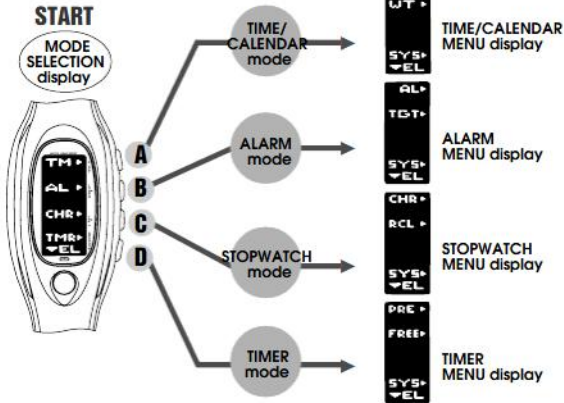 START
MODE
SELECTION
display
TM
AL
CHR
TMR
EL
A
B
C
D
TIME/
CALENDAR
mode
ALARM
mode
STOPWATCH
mode
TIMER
mode
WT
SYS
EL
TIME/CALENDAR
MENU display
AL
TGT
SYS
EL
ALARM
MENU display
CHR
RCL
SYS
EL
STOPWATCH
MENU display
PRE
FREE
SYS
EL
TIMER
MENU display